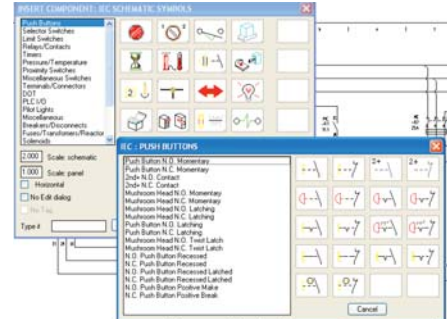 INSERT COMPONENT: IEC SCHEMATIC SYMBOLS
Push Buttons
Selector Switches
Limit Switches
Relays/Contacts
Timers
Pressure/Temperature
Proximity Switches
Miscellaneous Switches
Terminals/Connectors
DOT
PLC I/O
Pilot Lights
Miscellaneous
Breakers/Disconnects
Fuses/Transformers/Reactor
Solenoids
2.000 Scale: schematic
1.000 Scale: panel
Horizontal
No Edit dialog
No Tag
Type it
IEC : PUSH BUTTONS
Push Button N.O. Momentary
Push Button N.C. Momentary
2nd+ N.O. Contact
2nd+ N.C. Contact
Mushroom Head N.O. Momentary
Mushroom Head N.C. Momentary
Mushroom Head N.O. Latching
Mushroom Head N.C. Latching
Push Button N.O. Latching
Push Button N.C. Latching
Mushroom Head N.O. Twist Latch
Mushroom Head N.C. Twist Latch
N.O. Push Button Recessed
N.C. Push Button Recessed
N.O. Push Button Recessed Latched
N.C. Push Button Recessed Latched
N.O. Push Button Positive Make
N.C. Push Button Positive Break
2+
2+
Cancel